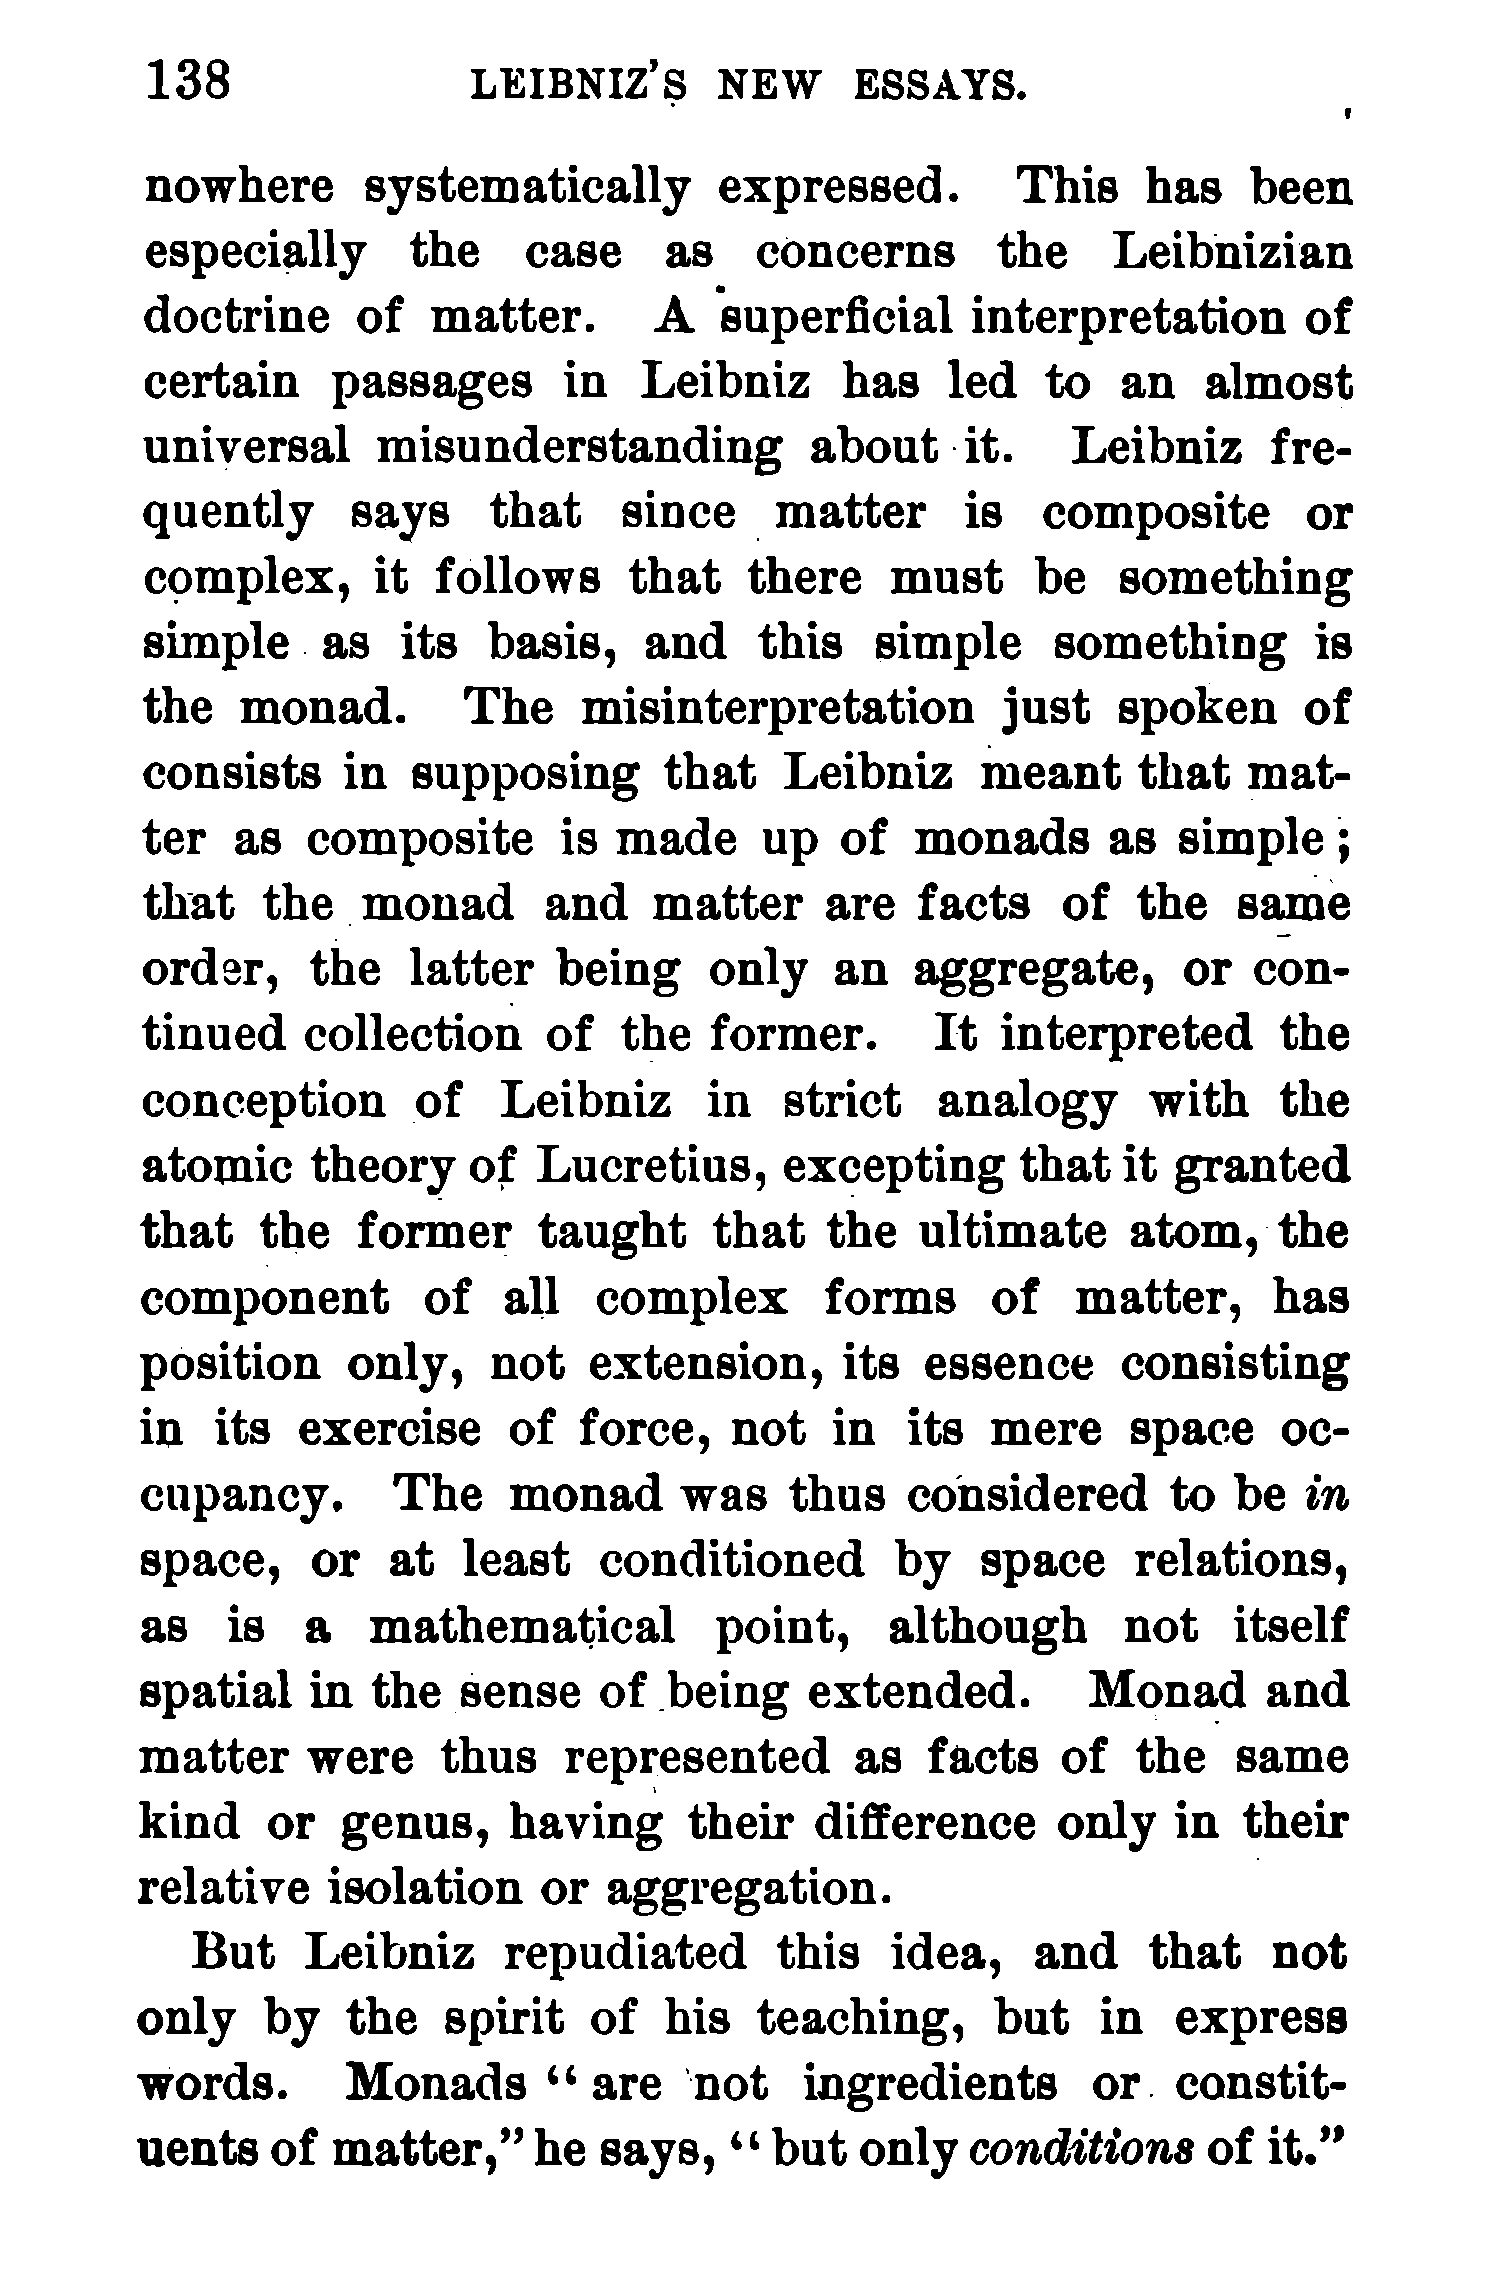 138 LEIBNIZ'S NEW ESSAYS.
nowhere systematically expressed. This has been
especially the case as concerns the Leibnizian
doctrine of matter. A superficial interpretation of
certain passages in Leibniz has led to an almost
universal misunderstanding about it. Leibniz fre-
quently says that since matter is composite or
complex, it follows that there must be something
simple as its basis, and this simple something is
the monad. The misinterpretation just spoken of
consists in supposing that Leibniz meant that mat-
ter as composite is made up of monads as simple;
that the monad and matter are facts of the same
order, the latter being only an aggregate, or con-
tinued collection of the former. It interpreted the
conception of Leibniz in strict analogy with the
atomic theory of Lucretius, excepting that it granted
that the former taught that the ultimate atom, the
component of all complex forms of matter, has
position only, not extension, its essence consisting
in its exercise of force, not in its mere space oc-
cupancy. The monad was thus considered to be in
space, or at least conditioned by space relations,
as is a mathematical point, although not itself
spatial in the sense of being extended. Monad and
matter were thus represented as facts of the same
kind or genus, having their difference only in their
relative isolation or aggregation.
But Leibniz repudiated this idea, and that not
only by the spirit of his teaching, but in express
words. Monads “are not ingredients or constit-
uents of matter,” he says, “but only conditions of it.”